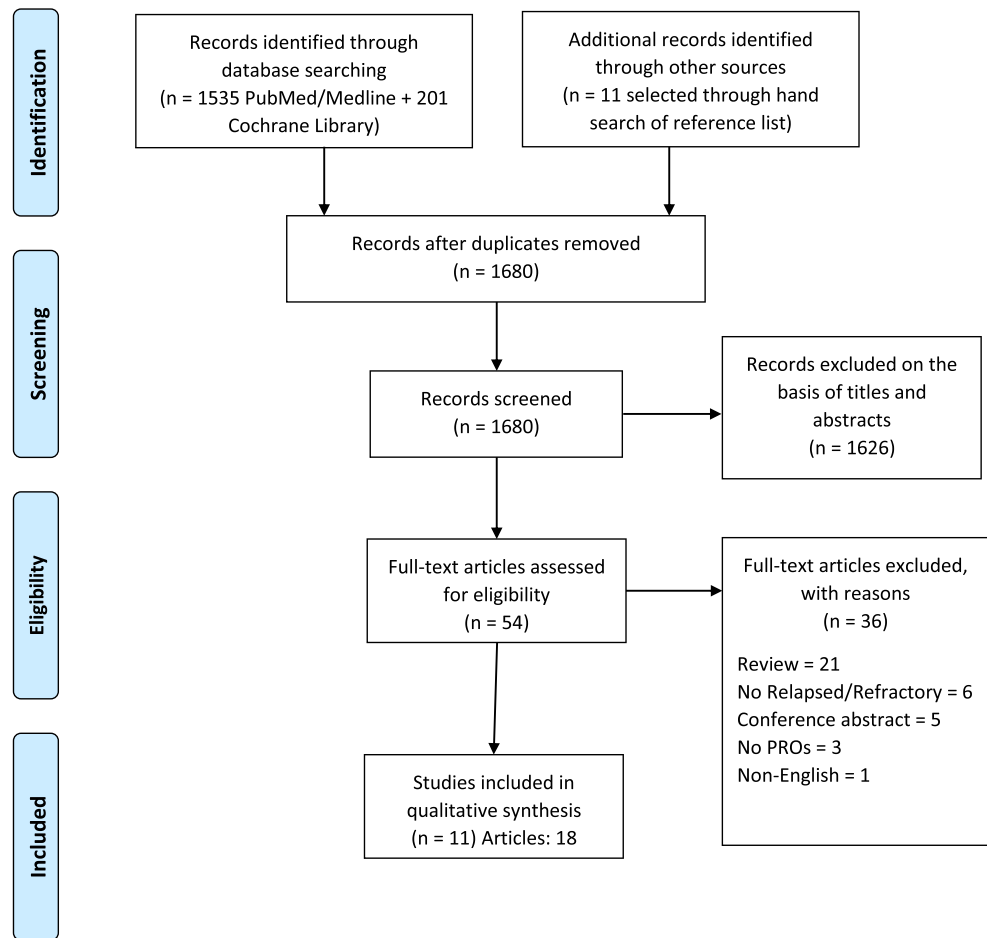 Identification
Records identified through
database searching
(n = 1535 PubMed/Medline + 201
Cochrane Library)
Additional records identified
through other sources
(n = 11 selected through hand
search of reference list)
Records after duplicates removed
(n = 1680)
Screening
Records screened
(n = 1680)
Records excluded on the
basis of titles and
abstracts
(n = 1626)
Eligibility
Full-text articles assessed
for eligibility
(n = 54)
Full-text articles excluded,
with reasons
(n = 36)
Review = 21
No Relapsed/Refractory = 6
Conference abstract = 5
No PROs = 3
Non-English = 1
Included
Studies included in
qualitative synthesis
(n = 11) Articles: 18